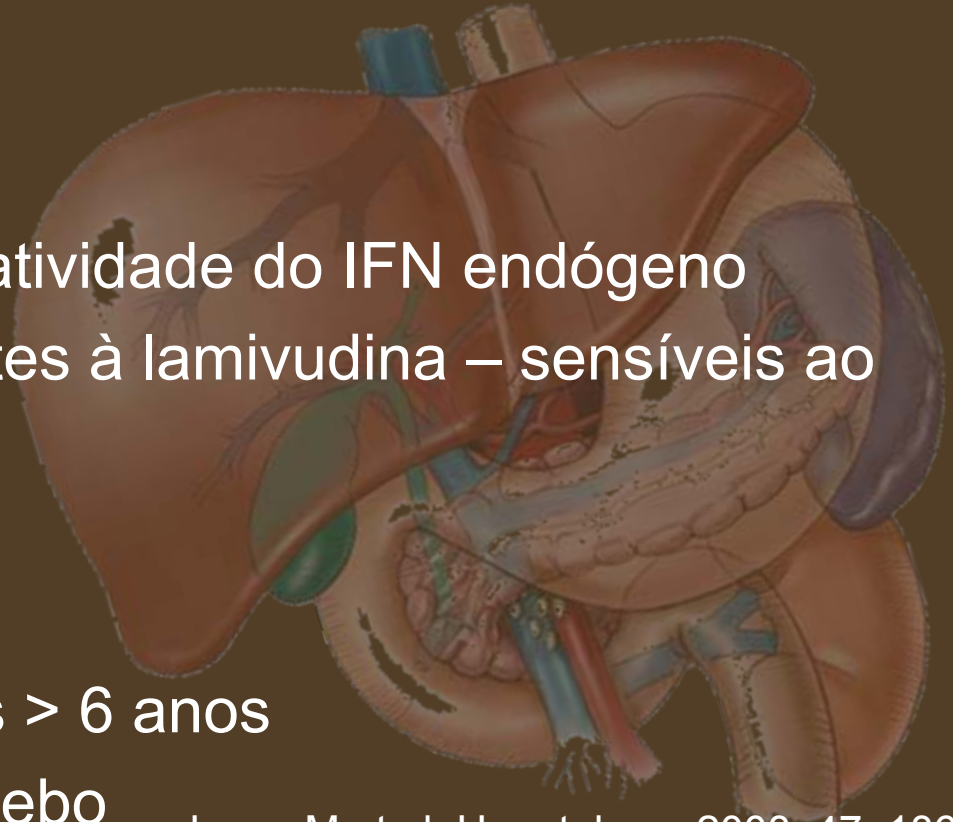 atividade do IFN endógeno
tes à lamivudina – sensíveis ao
s > 6 anos
ebo